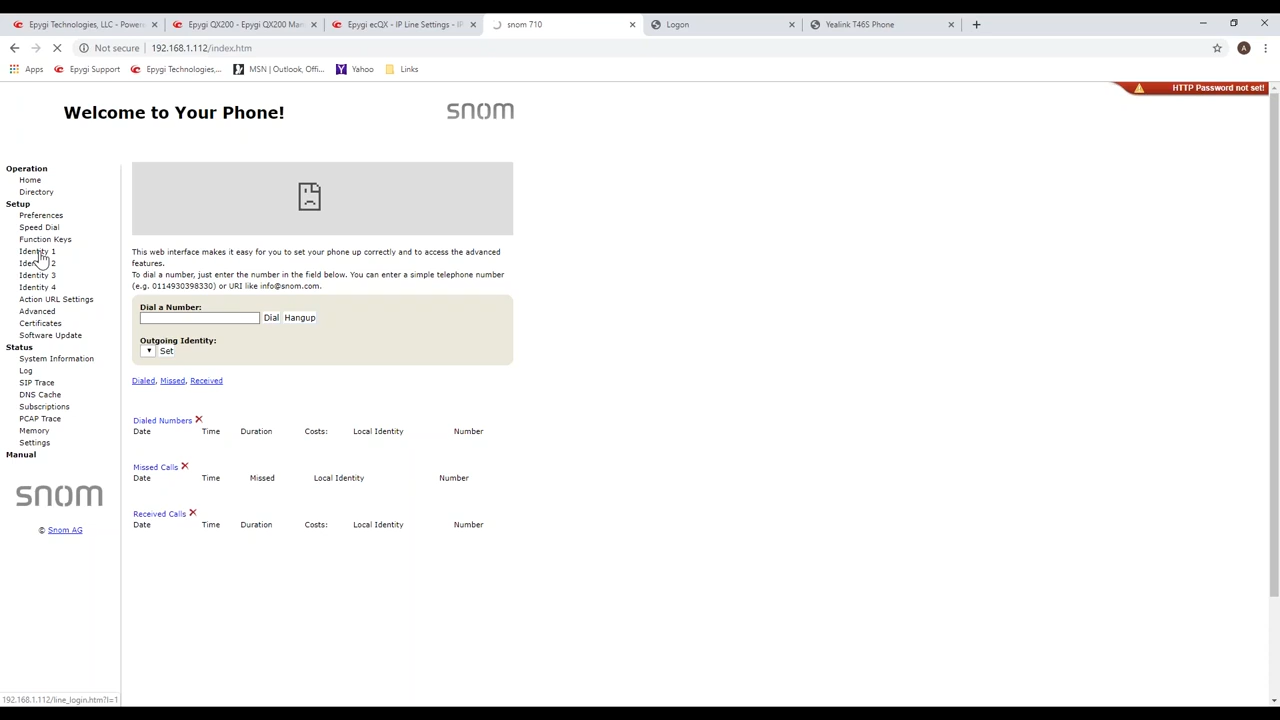 Epygi Technologies, LLC - Powere
Epygi QX200 - Epygi QX200 Man
Epygi ecQX - IP Line Settings - IP
snom 710
Logon
Yealink T46S Phone
Not secure
192.168.1.112/index.htm
A
Apps
Epygi Support
Epygi Technologies,...
MSN | Outlook, Offi...
Yahoo
Links
HTTP Password not set!
Welcome to Your Phone!
snom
Operation
Home
Directory
Setup
Preferences
Speed Dial
Function Keys
Identity 1
Identity 2
Identity 3
Identity 4
Action URL Settings
Advanced
Certificates
Software Update
Status
System Information
Log
SIP Trace
DNS Cache
Subscriptions
PCAP Trace
Memory
Settings
Manual
snom
© Snom AG
This web interface makes it easy for you to set your phone up correctly and to access the advanced
features.
To dial a number, just enter the number in the field below. You can enter a simple telephone number
(e.g. 0114930398330) or URI like info@snom.com.
Dial a Number:
Dial Hangup
Outgoing Identity:
Set
Dialed, Missed, Received
Dialed Numbers
Date Time Duration Costs: Local Identity Number
Missed Calls
Date Time Missed Local Identity Number
Received Calls
Date Time Duration Costs: Local Identity Number
192.168.1.112/line_login.htm?l=1